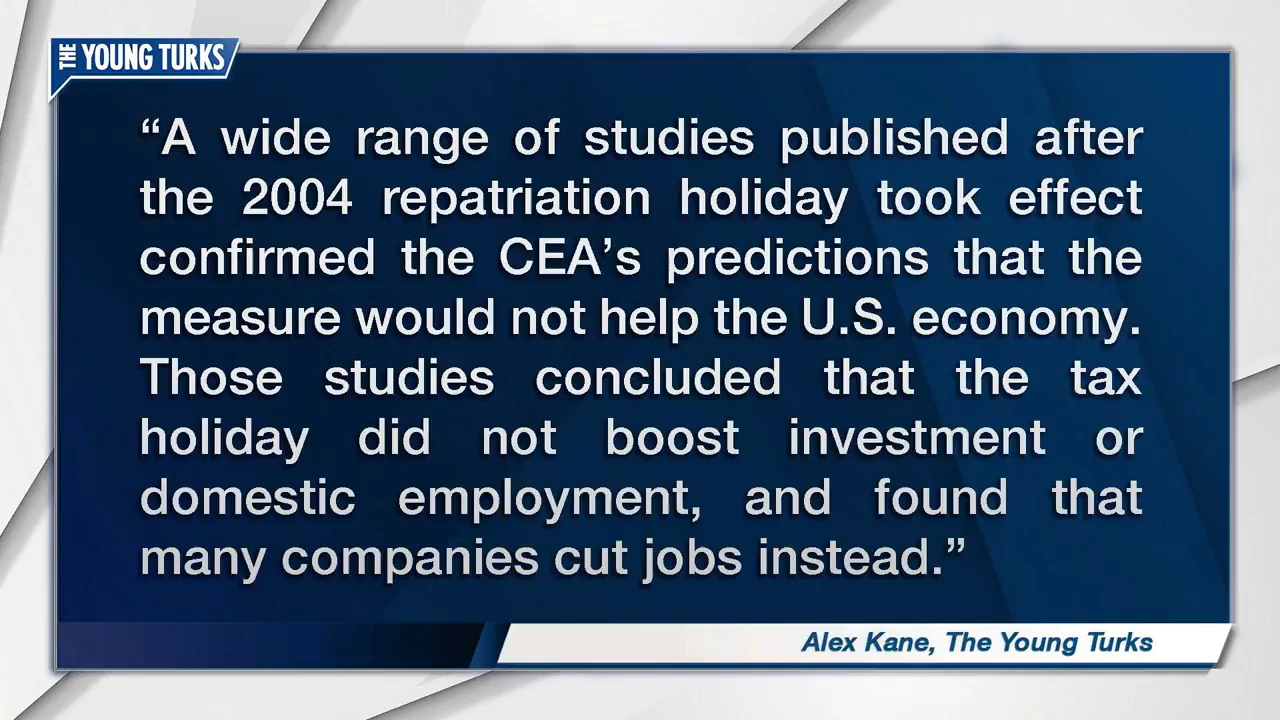 THE YOUNG TURKS
“A wide range of studies published after
the 2004 repatriation holiday took effect
confirmed the CEA’s predictions that the
measure would not help the U.S. economy.
Those studies concluded that the tax
holiday did not boost investment or
domestic employment, and found that
many companies cut jobs instead.”
Alex Kane, The Young Turks